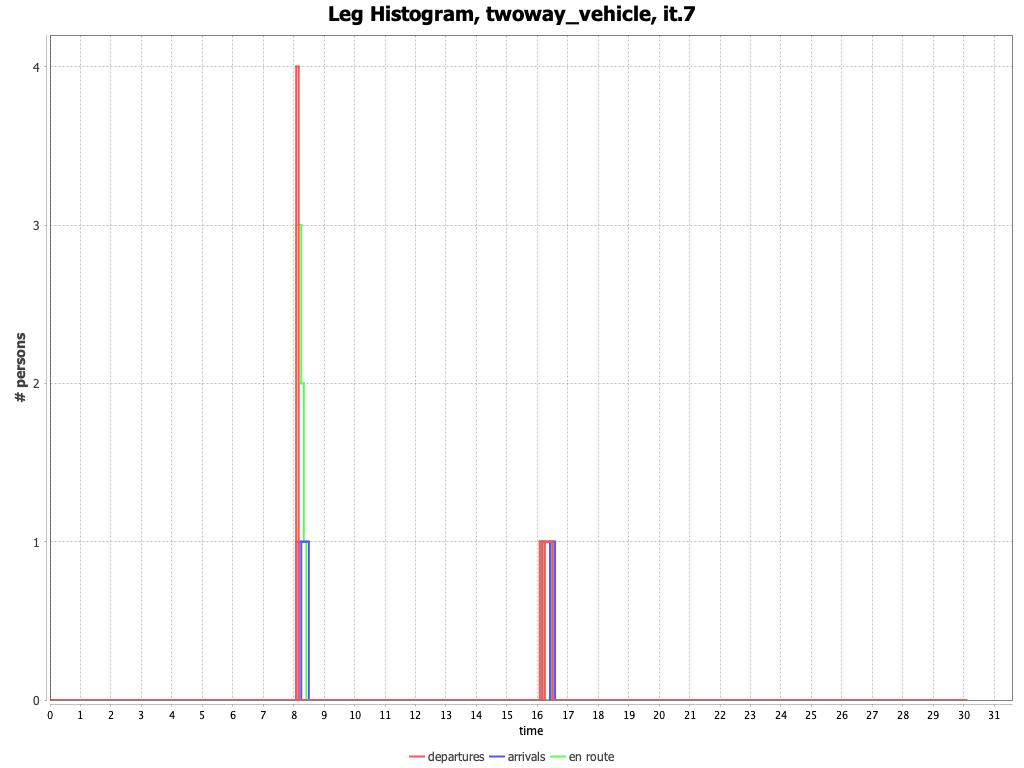 Leg Histogram, twoway_vehicle, it.7
4
3
2
1
0
# persons
0 1 2 3 4 5 6 7 8 9 10 11 12 13 14 15 16 17 18 19 20 21 22 23 24 25 26 27 28 29 30 31
time
departures arrivals en route